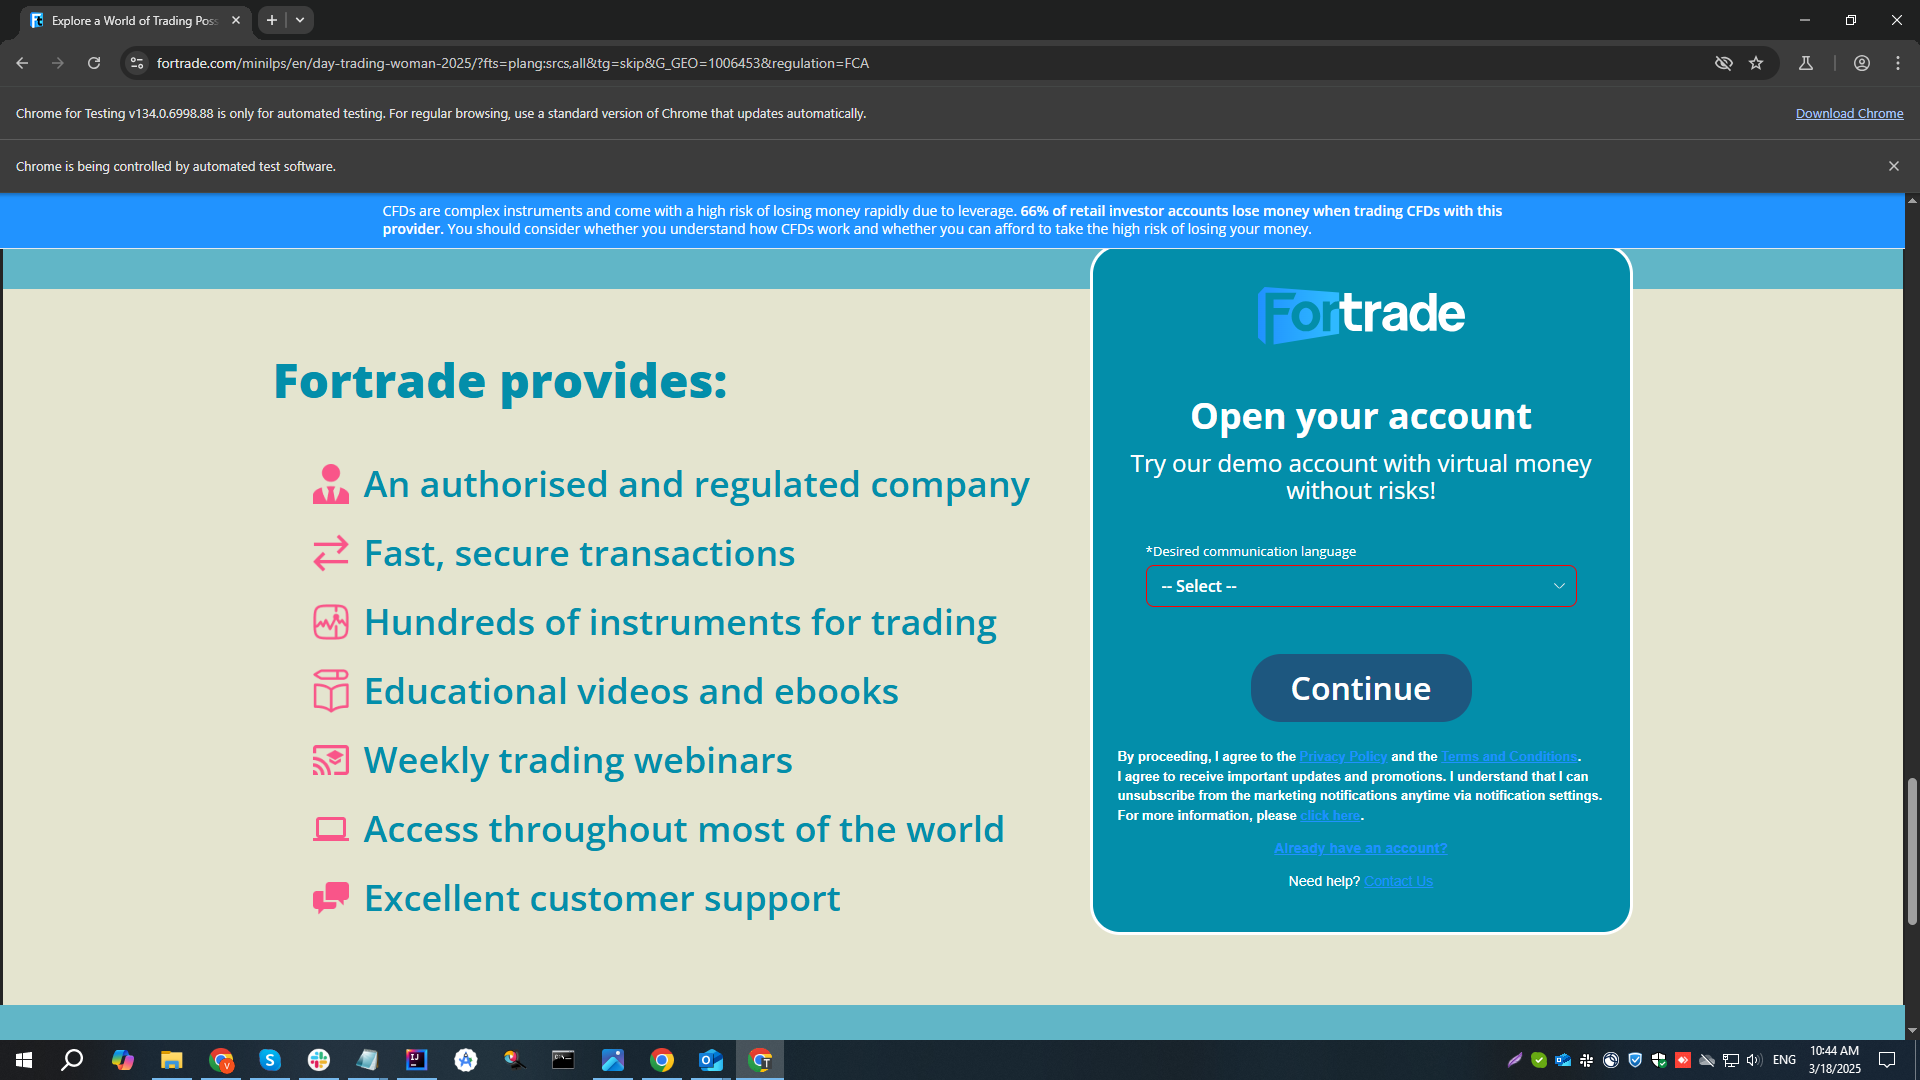 Explore a World of Trading Poss
fortrade.com/minilps/en/day-trading-woman-2025/?fts=plang:srcs,all&tg=skip&G_GEO=1006453&regulation=FCA
Chrome for Testing v134.0.6998.88 is only for automated testing. For regular browsing, use a standard version of Chrome that updates automatically.
Download Chrome
Chrome is being controlled by automated test software.
CFDs are complex instruments and come with a high risk of losing money rapidly due to leverage. 66% of retail investor accounts lose money when trading CFDs with this
provider. You should consider whether you understand how CFDs work and whether you can afford to take the high risk of losing your money.
Fortrade provides:
An authorised and regulated company
Fast, secure transactions
Hundreds of instruments for trading
Educational videos and ebooks
Weekly trading webinars
Access throughout most of the world
Excellent customer support
Fortrade
Open your account
Try our demo account with virtual money
without risks!
*Desired communication language
-- Select --
Continue
By proceeding, I agree to the Privacy Policy and the Terms and Conditions.
I agree to receive important updates and promotions. I understand that I can
unsubscribe from the marketing notifications anytime via notification settings.
For more information, please click here.
Already have an account?
Need help? Contact Us
ENG
10:44 AM
3/18/2025